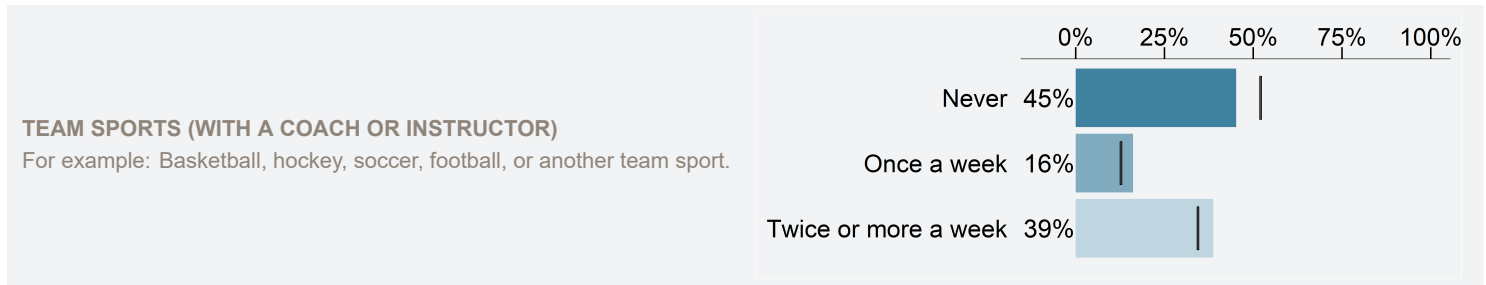 TEAM SPORTS (WITH A COACH OR INSTRUCTOR)
For example: Basketball, hockey, soccer, football, or another team sport.
0% 25% 50% 75% 100%
Never 45%
Once a week 16%
Twice or more a week 39%